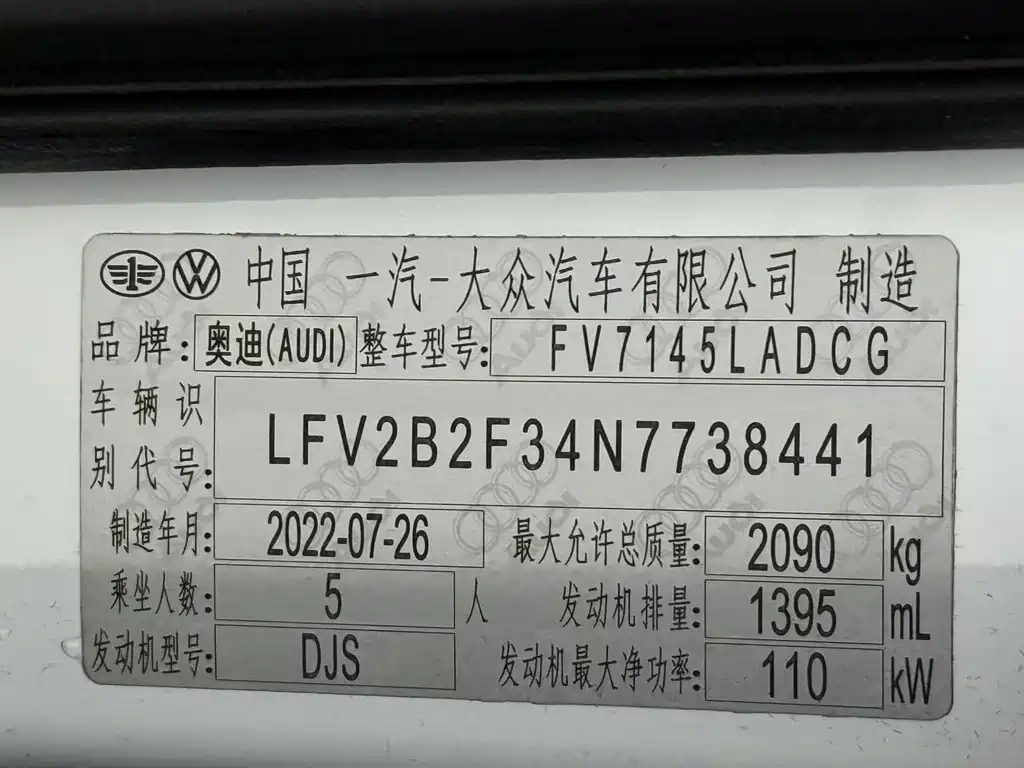 中国 一汽-大众汽车有限公司 制造
品牌: 奥迪(AUDI) 整车型号: FV7145LADCG
车辆识别代号: LFV2B2F34N7738441
制造年月: 2022-07-26 最大允许总质量: 2090 kg
乘坐人数: 5 人 发动机排量: 1395 mL
发动机型号: DJS 发动机最大净功率: 110 kW